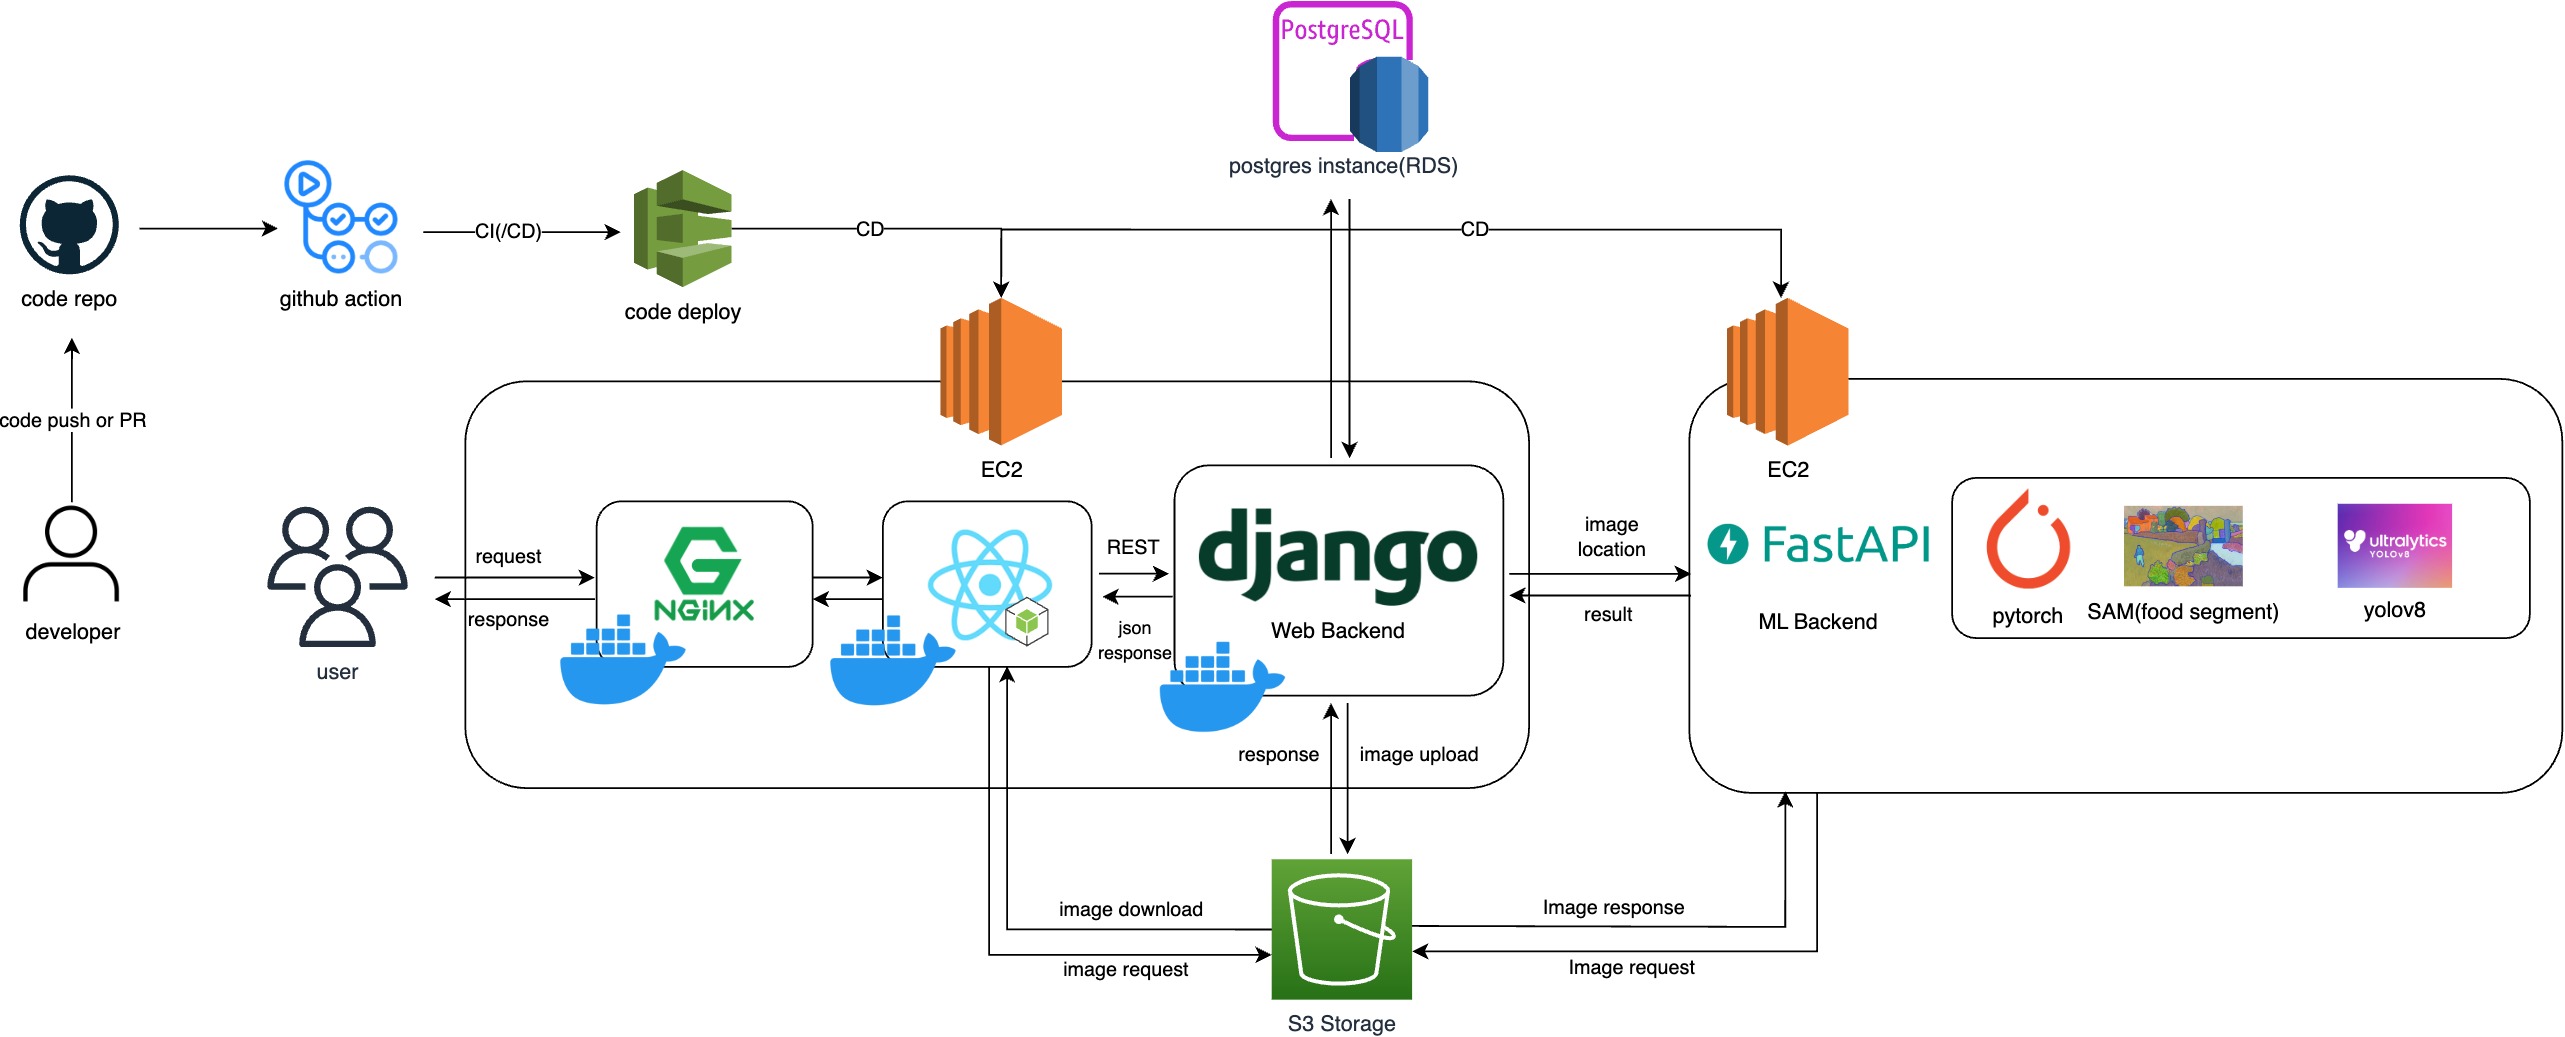 PostgreSQL
postgres instance(RDS)
code repo
github action
CI(/CD)
code deploy
CD
CD
code push or PR
developer
user
EC2
EC2
request
response
NGiNX
REST
json
response
django
Web Backend
image
location
result
FastAPI
ML Backend
pytorch
SAM(food segment)
ultralytics
YOLOv8
yolov8
response
image upload
image download
image request
Image response
Image request
S3 Storage